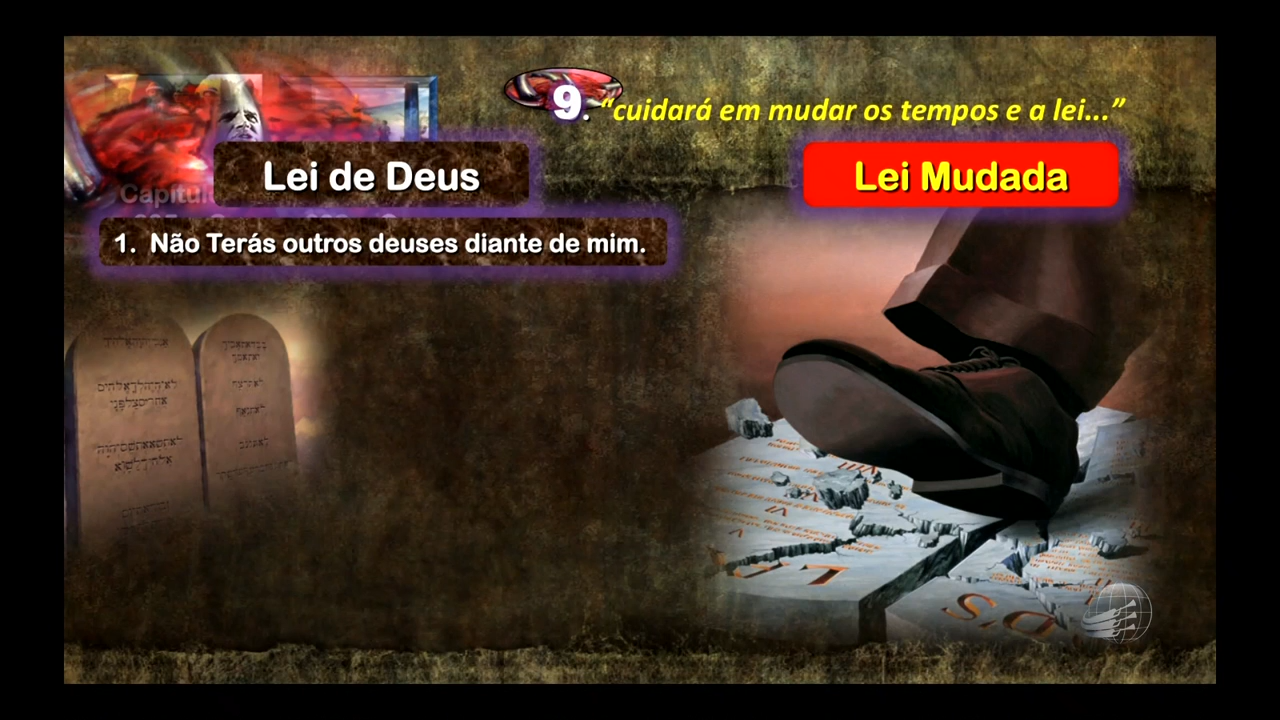 9. “cuidará em mudar os tempos e a lei...”
Lei de Deus
Lei Mudada
1. Não Terás outros deuses diante de mim.